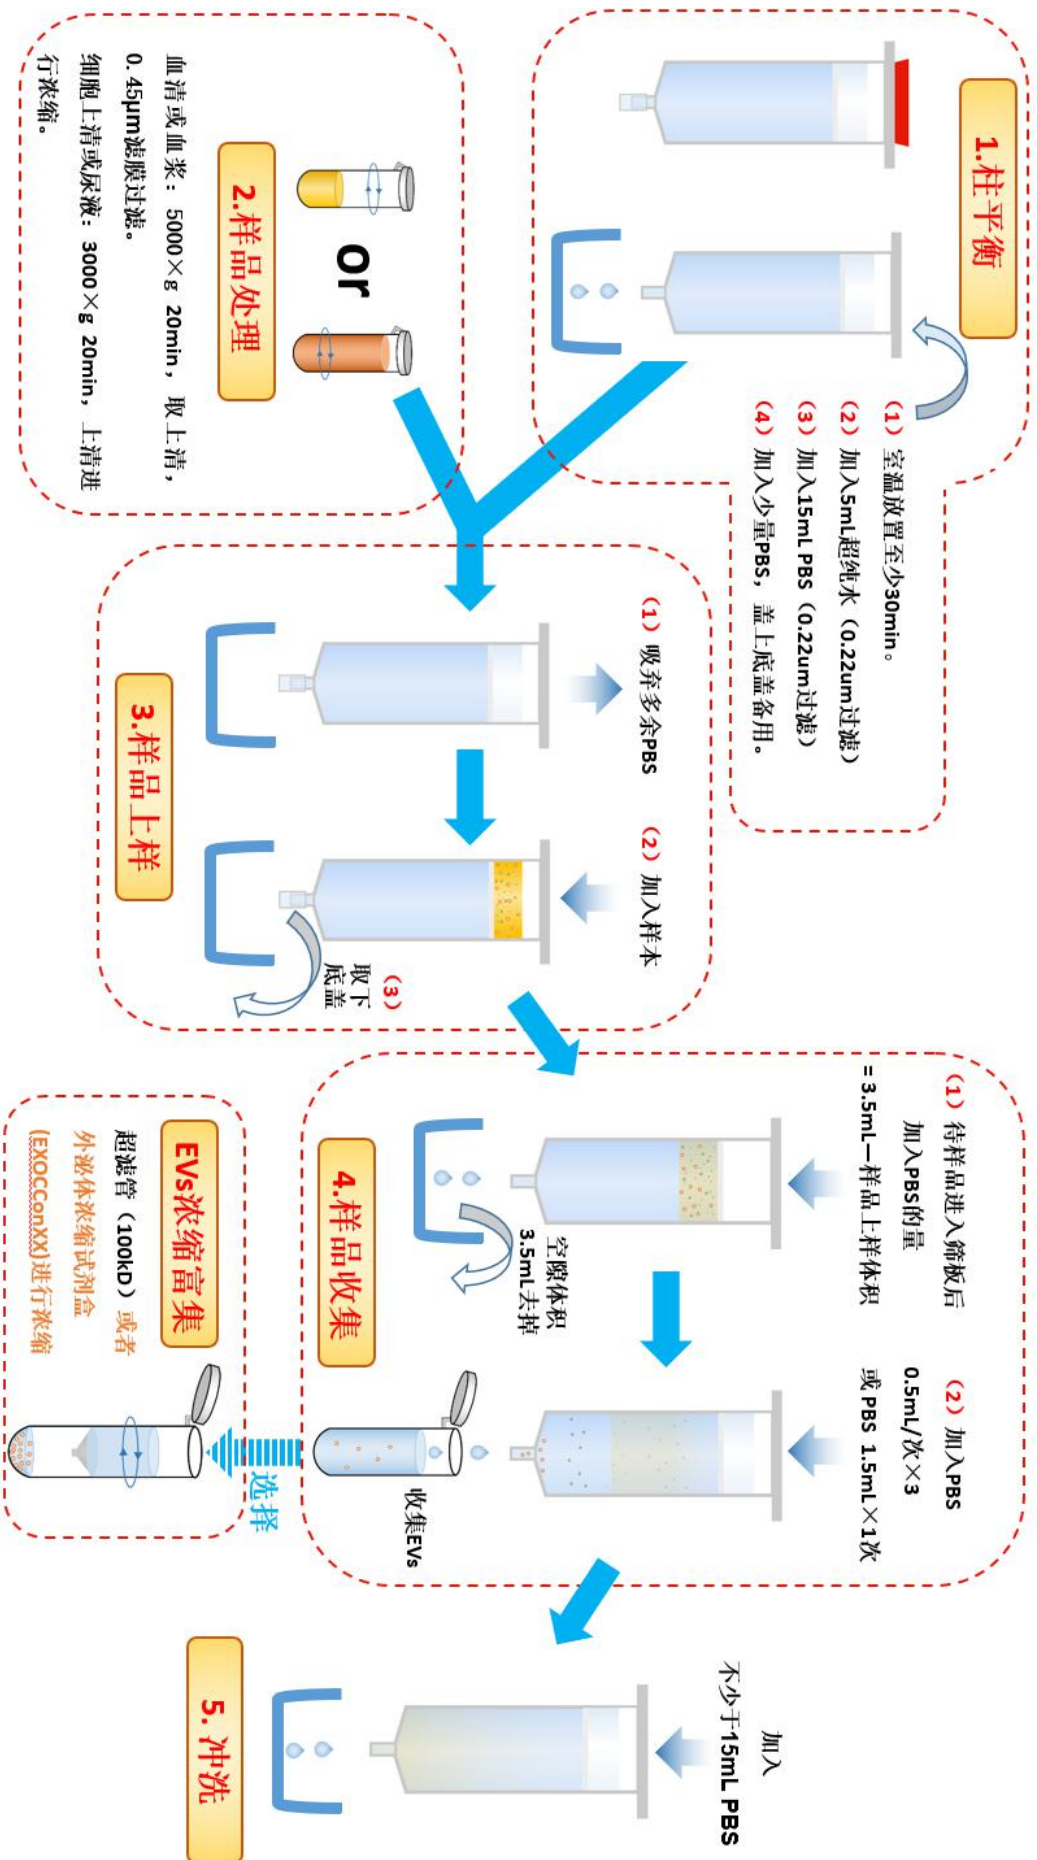 1.柱平衡
(1) 室温放置至少30min。
(2) 加入5mL超纯水（0.22um过滤）
(3) 加入15mL PBS（0.22um过滤）
(4) 加入少量PBS，盖上底盖备用。
or
2.样品处理
血清或血浆：5000×g 20min，取上清，
0.45μm滤膜过滤。
细胞上清或尿液：3000×g 20min，上清进
行浓缩。
(1) 吸弃多余PBS
(2) 加入样本
(3)
取下
底盖
3.样品上样
(1) 待样品进入筛板后
加入PBS的量
= 3.5mL—样品上样体积
空隙体积
3.5mL去掉
(2) 加入PBS
0.5mL/次×3
或 PBS 1.5mL×1次
收集EVs
4.样品收集
选择
EVs浓缩富集
超滤管（100kD）或者
外泌体浓缩试剂盒
(EXOCConXX)进行浓缩
加入
不少于15mL PBS
5. 冲洗